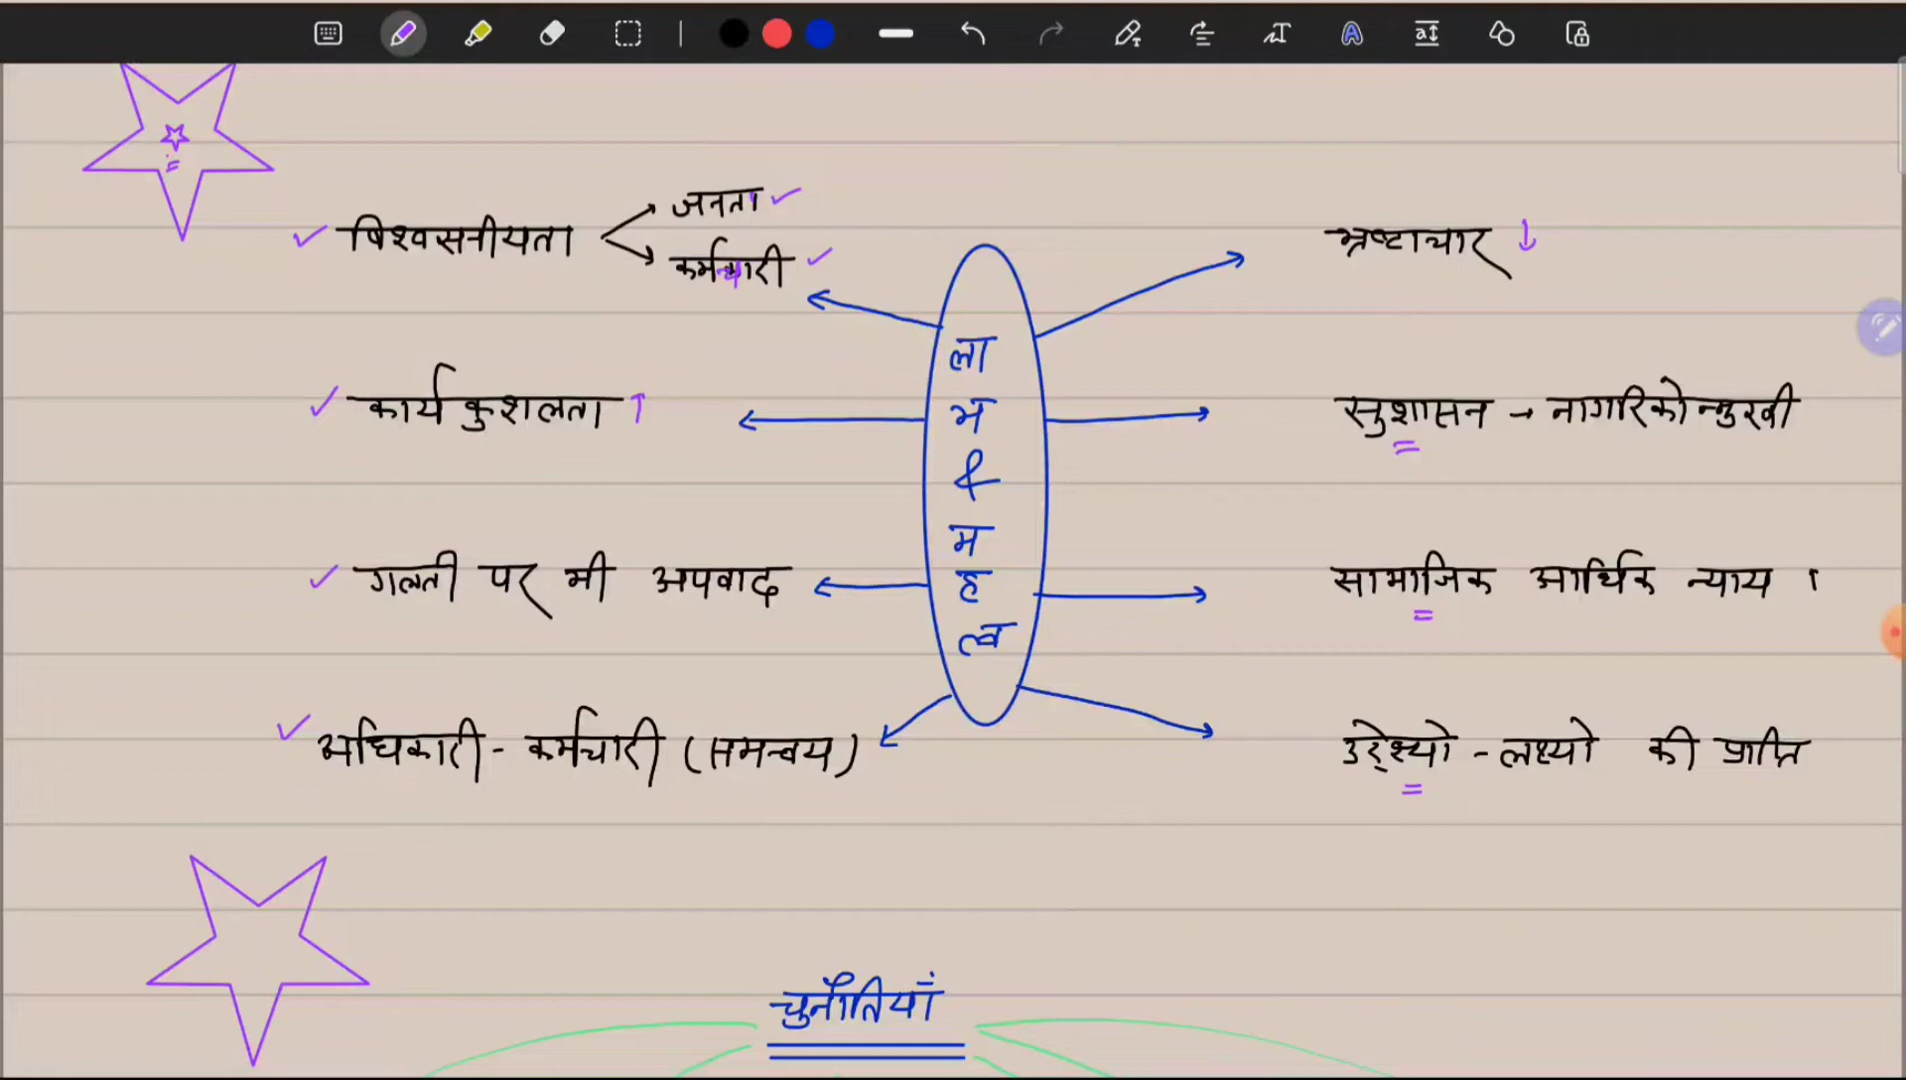 विश्वसनीयता
जनता
कर्मचारी
भ्रष्टाचार ↓
कार्यकुशलता ↑
सुशासन → नागरिकोन्मुखी
गलती पर भी अपवाद
सामाजिक आर्थिक न्याय
अधिकारी - कर्मचारी (समन्वय)
उद्देश्यो - लक्ष्यो की प्राप्ति
ला
भ
&
म
ह
त्व
चुनौतियाँ